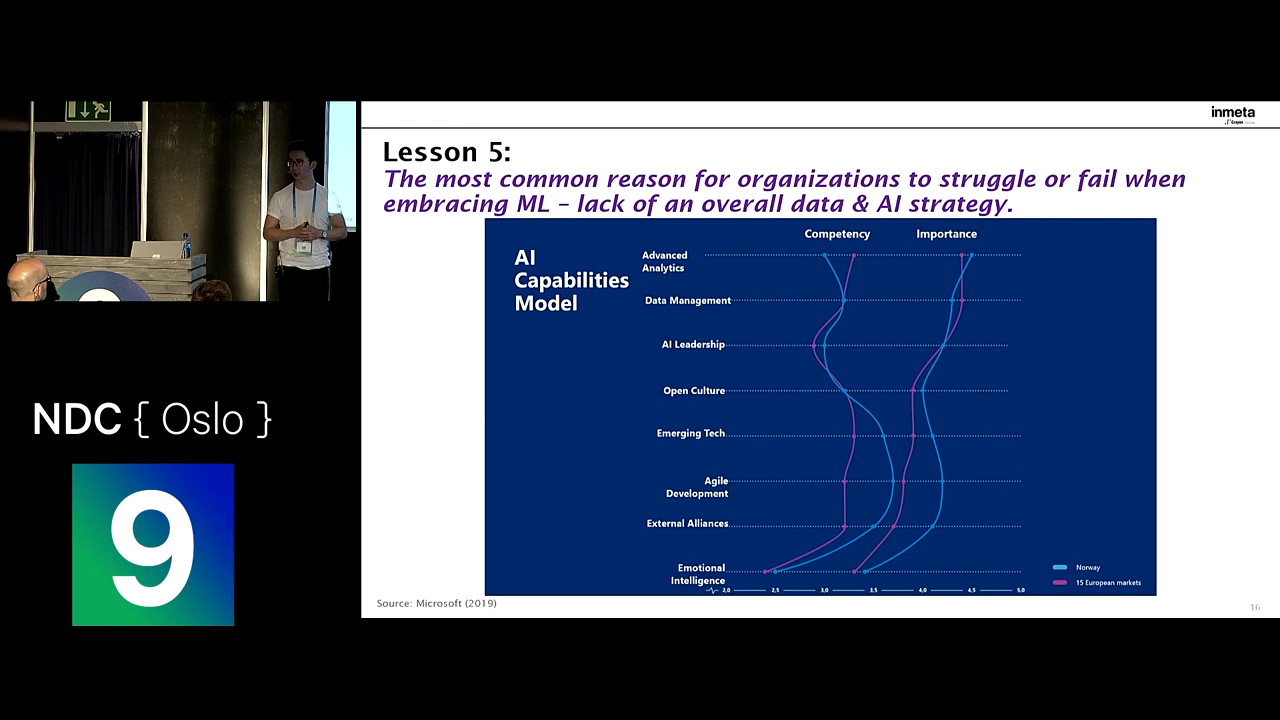 inmeta
Crayon
Lesson 5:
The most common reason for organizations to struggle or fail when
embracing ML – lack of an overall data & AI strategy.
AI
Capabilities
Model
Competency
Importance
Advanced
Analytics
Data Management
AI Leadership
Open Culture
Emerging Tech
Agile
Development
External Alliances
Emotional
Intelligence
2,0 2,5 3,0 3,5 4,0 4,5 5,0
Norway
15 European markets
Source: Microsoft (2019)
16
NDC { Oslo }
9